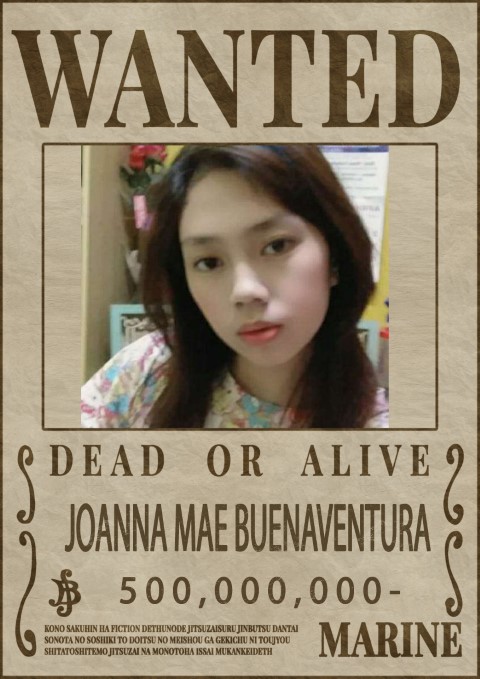 WANTED
DEAD OR ALIVE
JOANNA MAE BUENAVENTURA
500,000,000-
KONO SAKUHIN HA FICTION DETHUNODE JITSUZAISURU JINBUTSU DANTAI
SONOTA NO SOSHIKI TO DOITSU NO MEISHOU GA GEKICHU NI TOUJYOU
SHITATOSHITEMO JITSUZAI NA MONOTOHA ISSAI MUKANKEIDETH
MARINE